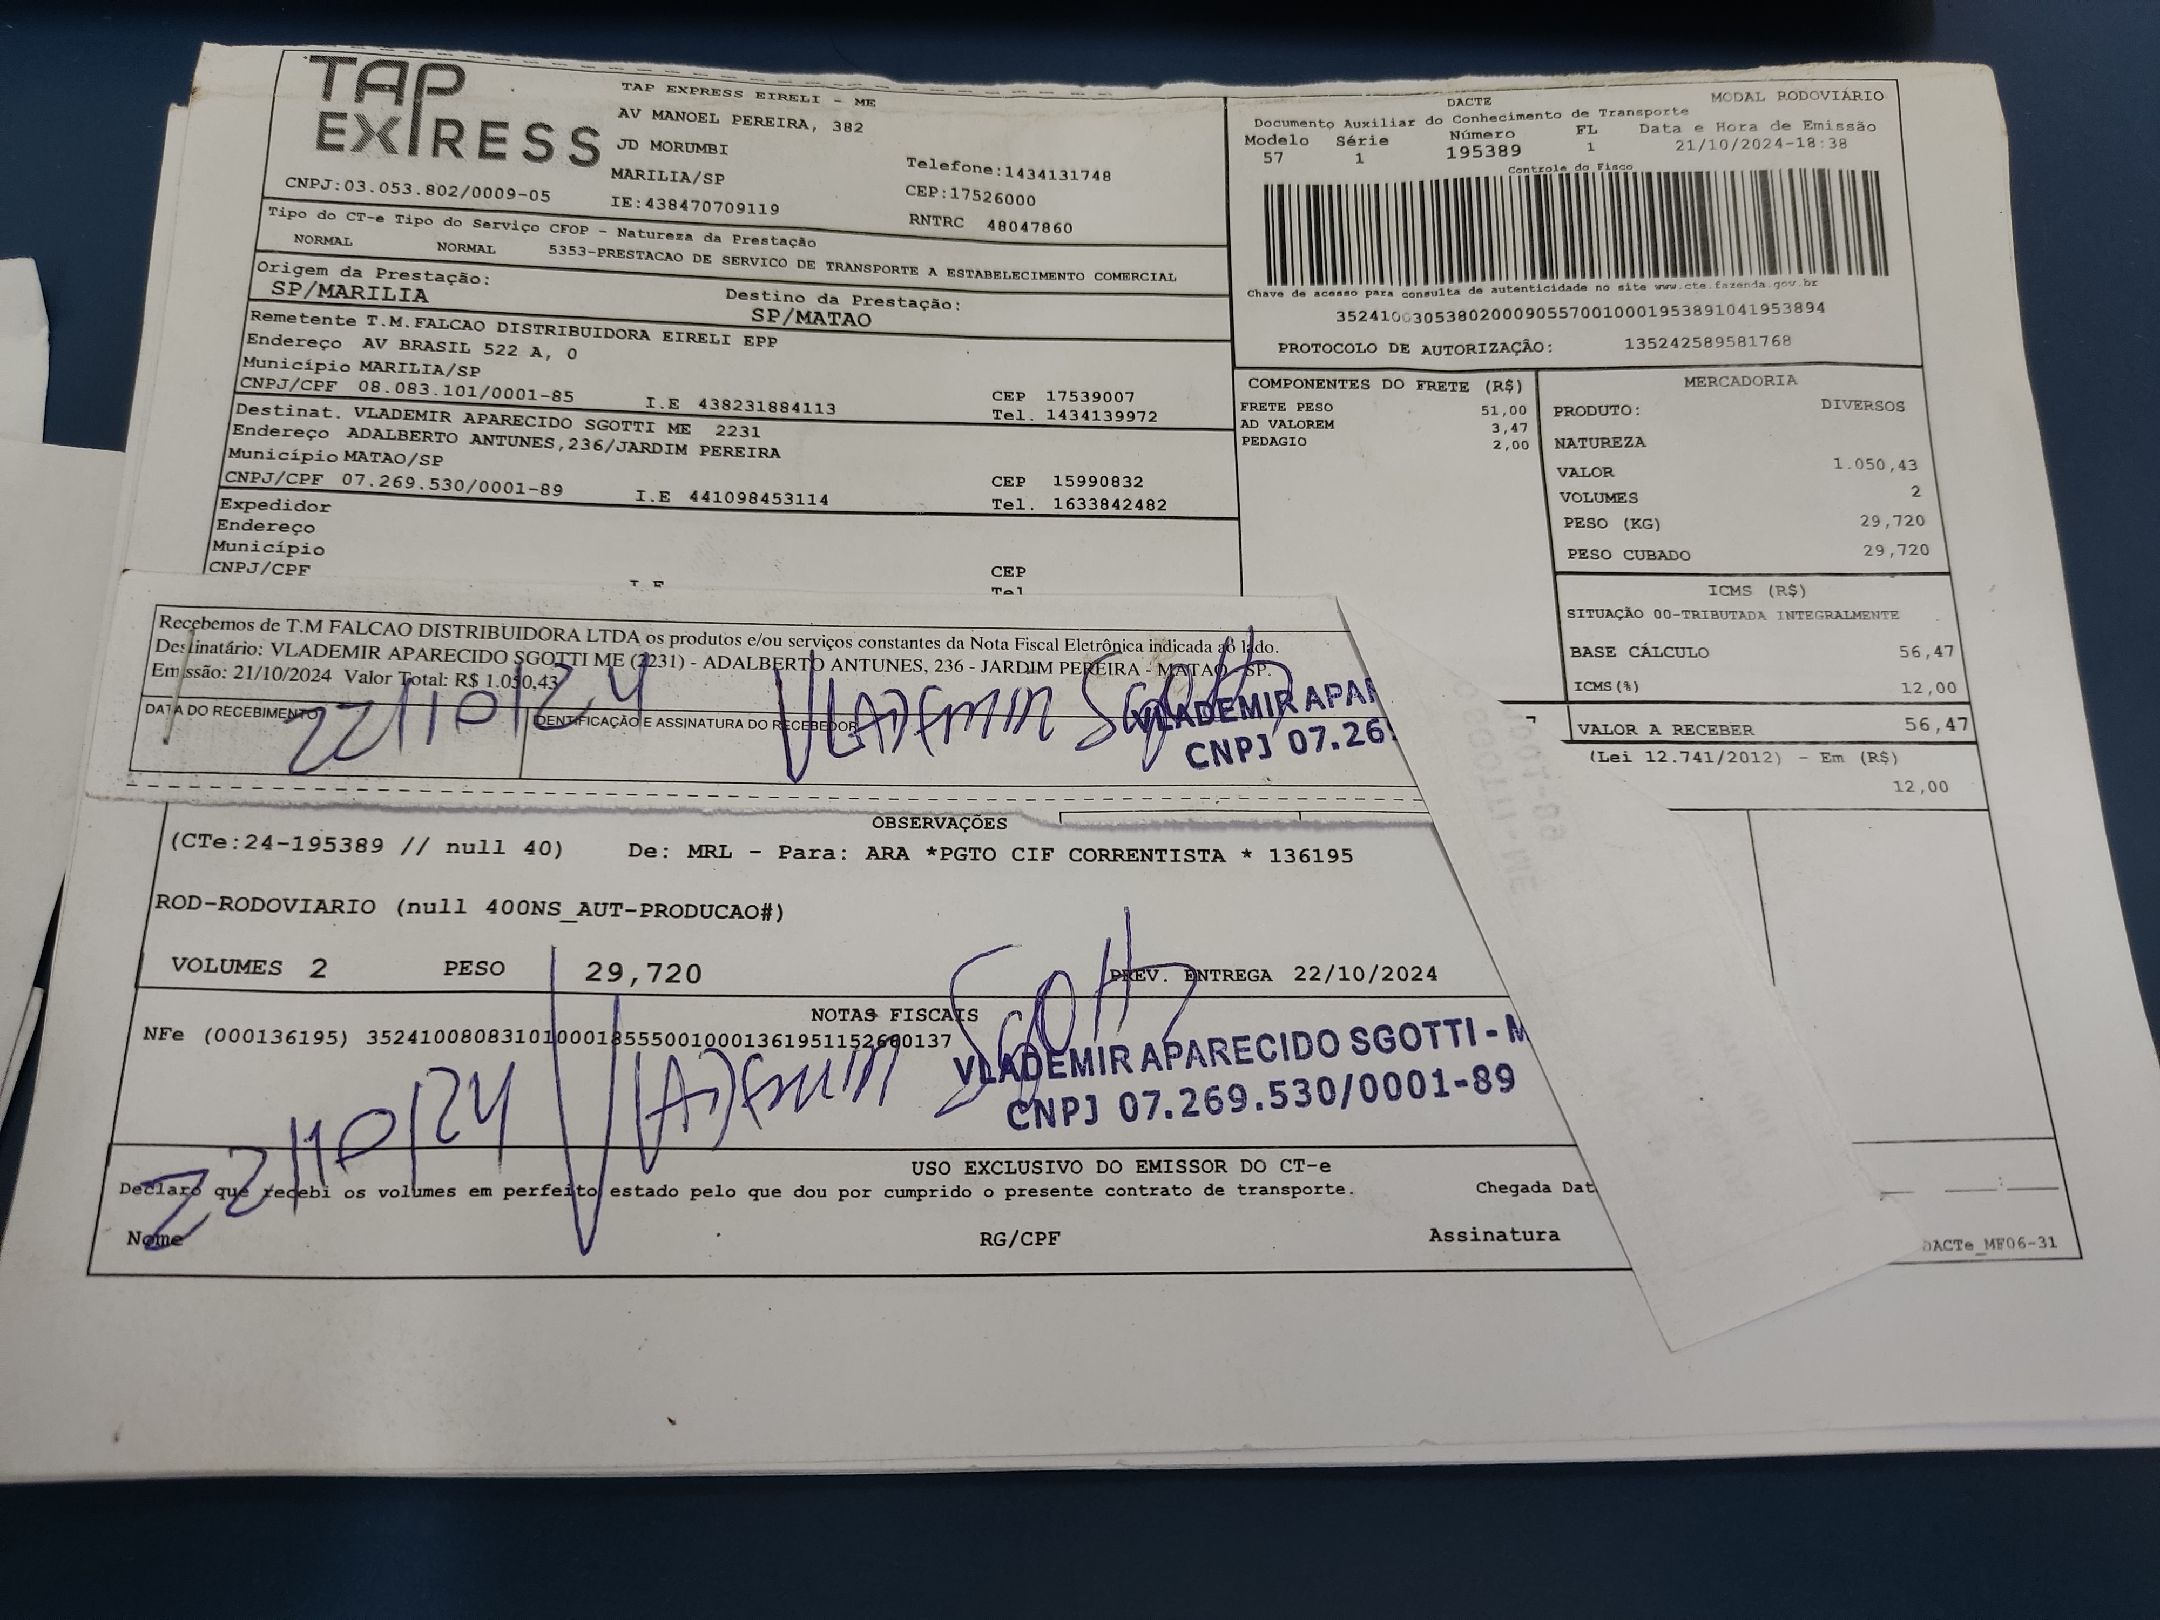 TAP EXPRESS
TAP EXPRESS EIRELI - ME
AV MANOEL PEREIRA, 382
JD MORUMBI
MARILIA/SP
Telefone:1434131748
CEP:17526000
CNPJ:03.053.802/0009-05
IE:438470709119
RNTRC 48047860
Tipo do CT-e Tipo do Serviço CFOP - Natureza da Prestação
NORMAL NORMAL 5353-PRESTACAO DE SERVICO DE TRANSPORTE A ESTABELECIMENTO COMERCIAL
Origem da Prestação:
SP/MARILIA
Destino da Prestação:
SP/MATAO
Remetente T.M.FALCAO DISTRIBUIDORA EIRELI EPP
Endereço AV BRASIL 522 A, 0
Município MARILIA/SP
CEP 17539007
CNPJ/CPF 08.083.101/0001-85 I.E 438231884113 Tel. 1434139972
Destinat. VLADEMIR APARECIDO SGOTTI ME 2231
Endereço ADALBERTO ANTUNES,236/JARDIM PEREIRA
Município MATAO/SP
CEP 15990832
CNPJ/CPF 07.269.530/0001-89 I.E 441098453114 Tel. 1633842482
Expedidor
Endereço
Município
CEP
CNPJ/CPF I.E Tel
DACTE MODAL RODOVIÁRIO
Documento Auxiliar do Conhecimento de Transporte
Modelo Série Número FL Data e Hora de Emissão
57 1 195389 1 21/10/2024-18:38
Controle do Fisco
Chave de acesso para consulta de autenticidade no site www.cte.fazenda.gov.br
35241003053802000905570010001953891041953894
PROTOCOLO DE AUTORIZAÇÃO: 135242589581768
COMPONENTES DO FRETE (R$)
FRETE PESO 51,00
AD VALOREM 3,47
PEDAGIO 2,00
MERCADORIA
PRODUTO: DIVERSOS
NATUREZA
VALOR 1.050,43
VOLUMES 2
PESO (KG) 29,720
PESO CUBADO 29,720
ICMS (R$)
SITUAÇÃO 00-TRIBUTADA INTEGRALMENTE
BASE CÁLCULO 56,47
ICMS(%) 12,00
VALOR A RECEBER 56,47
(Lei 12.741/2012) - Em (R$)
12,00
Recebemos de T.M FALCAO DISTRIBUIDORA LTDA os produtos e/ou serviços constantes da Nota Fiscal Eletrônica indicada ao lado.
Destinatário: VLADEMIR APARECIDO SGOTTI ME (2231) - ADALBERTO ANTUNES, 236 - JARDIM PEREIRA - MATAO - SP.
Emissão: 21/10/2024 Valor Total: R$ 1.050,43
DATA DO RECEBIMENTO IDENTIFICAÇÃO E ASSINATURA DO RECEBEDOR
22/10/24 VLADEMIR Sgotti
VLADEMIR APAR
CNPJ 07.269
OBSERVAÇÕES
(CTe:24-195389 // null 40) De: MRL - Para: ARA *PGTO CIF CORRENTISTA * 136195
ROD-RODOVIARIO (null 400NS_AUT-PRODUCAO#)
VOLUMES 2 PESO 29,720 PREV. ENTREGA 22/10/2024
NOTAS FISCAIS
NFe (000136195) 35241008083101000185550010001361951152600137
22/10/24 VLADEMIR Sgotti
VLADEMIR APARECIDO SGOTTI - M
CNPJ 07.269.530/0001-89
USO EXCLUSIVO DO EMISSOR DO CT-e
Declaro que recebi os volumes em perfeito estado pelo que dou por cumprido o presente contrato de transporte. Chegada Dat
Nome RG/CPF Assinatura
DACTe_MF06-31